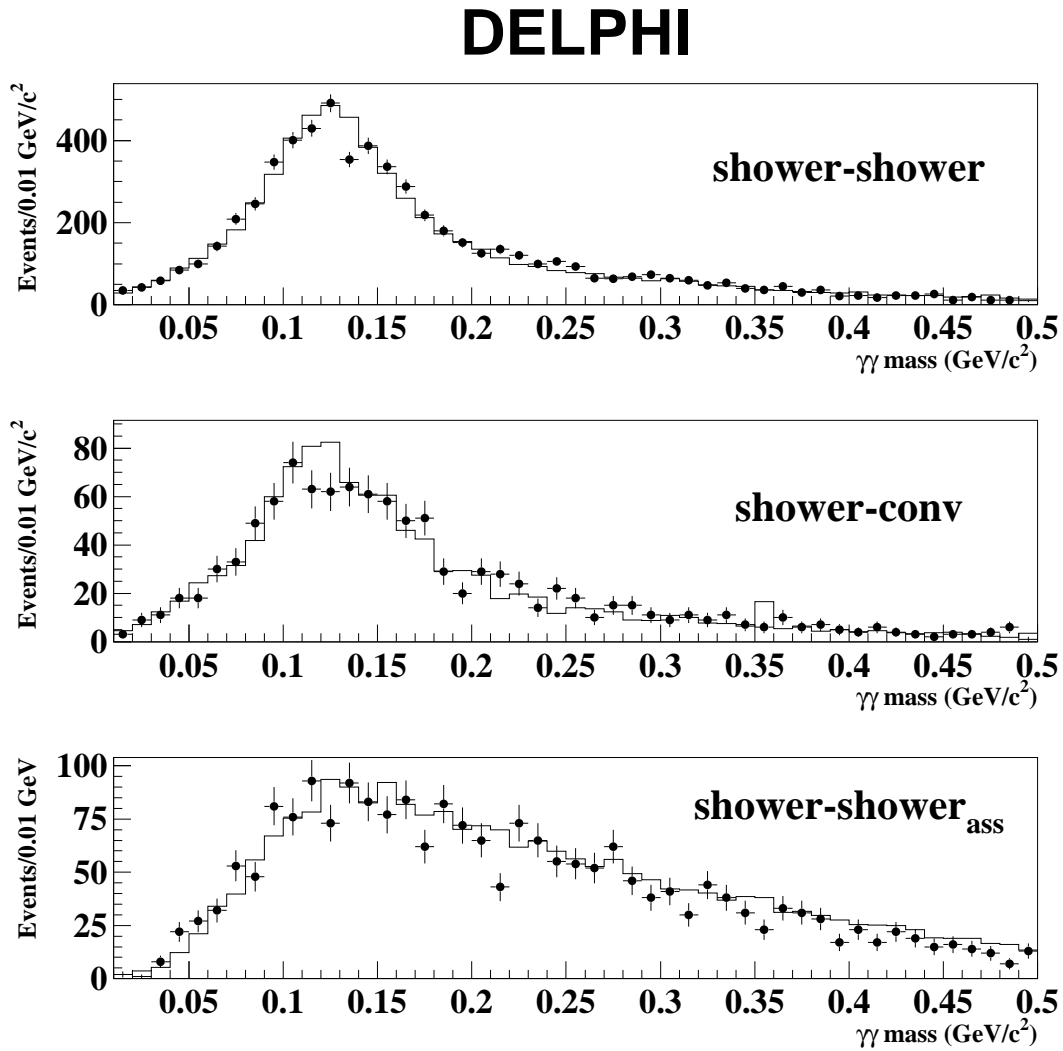 DELPHI
Events/0.01 GeV/c²
400
200
0
shower-shower
0.05 0.1 0.15 0.2 0.25 0.3 0.35 0.4 0.45 0.5
γγ mass (GeV/c²)
Events/0.01 GeV/c²
80
60
40
20
0
shower-conv
0.05 0.1 0.15 0.2 0.25 0.3 0.35 0.4 0.45 0.5
γγ mass (GeV/c²)
Events/0.01 GeV
100
75
50
25
0
shower-shower_ass
0.05 0.1 0.15 0.2 0.25 0.3 0.35 0.4 0.45 0.5
γγ mass (GeV/c²)